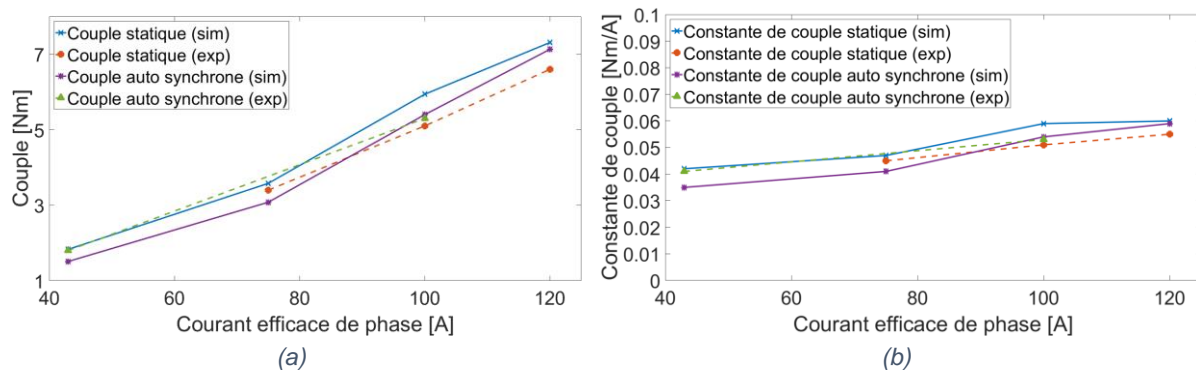 Couple statique (sim)
Couple statique (exp)
Couple auto synchrone (sim)
Couple auto synchrone (exp)
7
5
3
1
Couple [Nm]
40
60
80
100
120
Courant efficace de phase [A]
(a)
Constante de couple statique (sim)
Constante de couple statique (exp)
Constante de couple auto synchrone (sim)
Constante de couple auto synchrone (exp)
0.1
0.09
0.08
0.07
0.06
0.05
0.04
0.03
0.02
0.01
0
Constante de couple [Nm/A]
40
60
80
100
120
Courant efficace de phase [A]
(b)